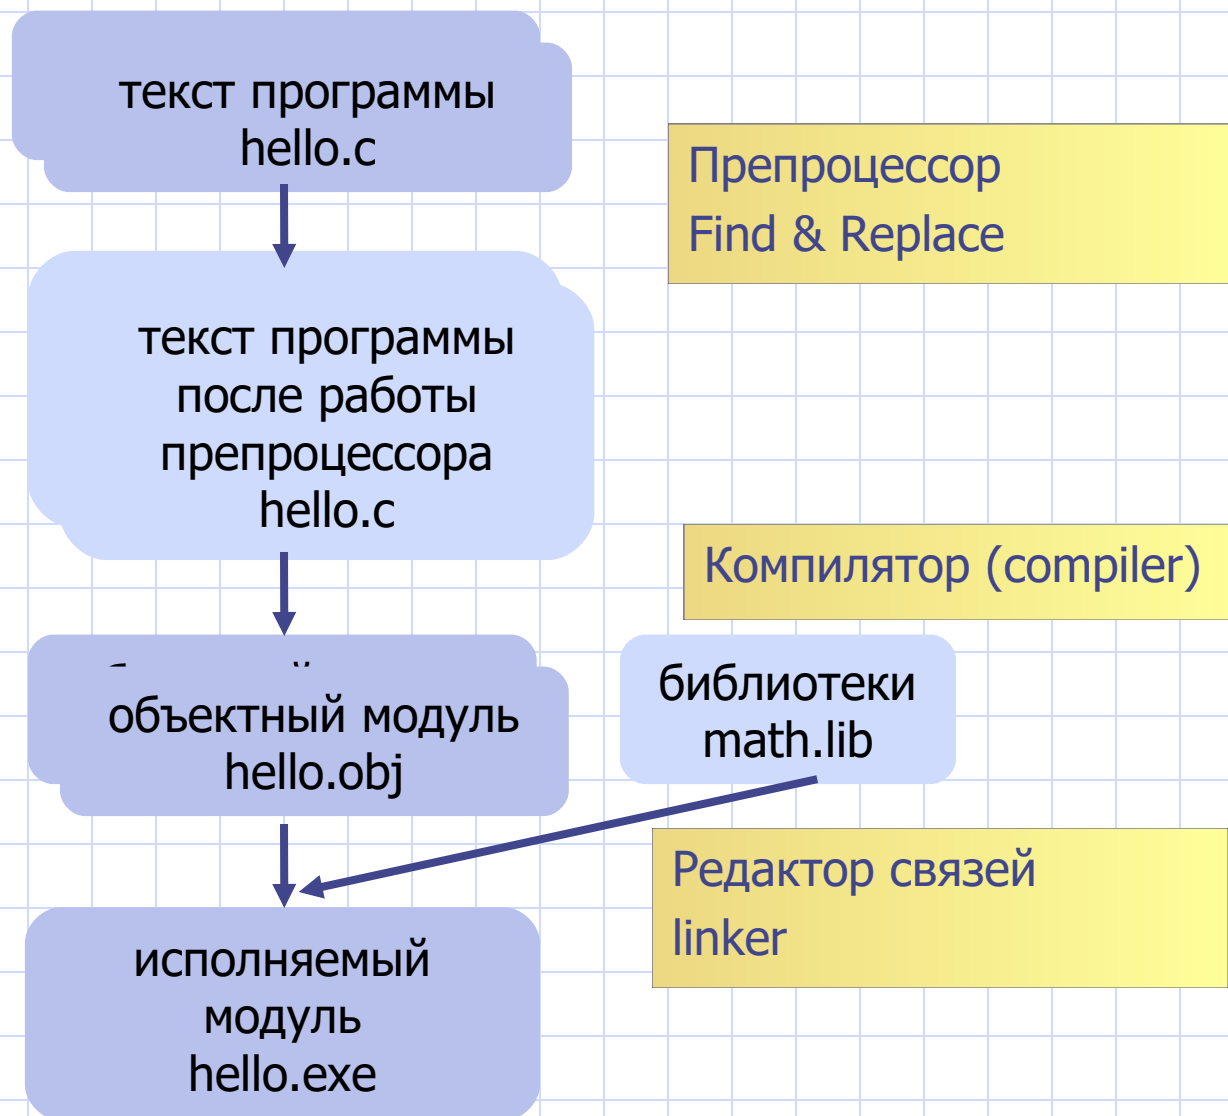 текст программы
hello.c
Препроцессор
Find & Replace
текст программы
после работы
препроцессора
hello.c
Компилятор (compiler)
объектный модуль
hello.obj
библиотеки
math.lib
Редактор связей
linker
исполняемый
модуль
hello.exe